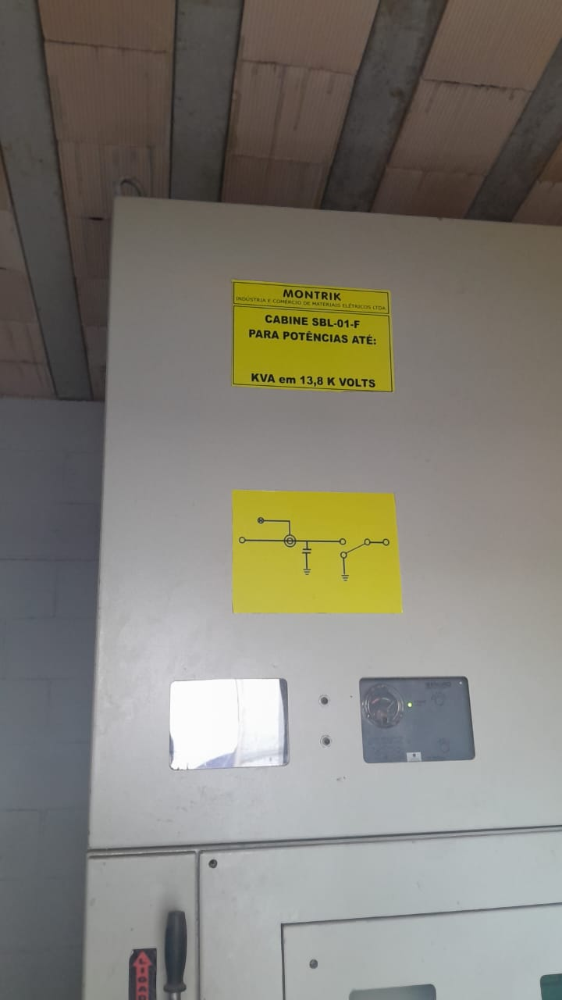 MONTRIK
INDÚSTRIA E COMÉRCIO DE MATERIAIS ELÉTRICOS LTDA.
CABINE SBL-01-F
PARA POTÊNCIAS ATÉ:
KVA em 13,8 K VOLTS